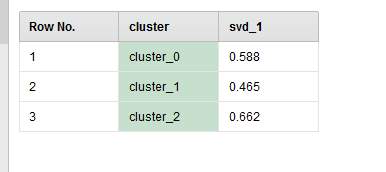 Row No. cluster svd_1
1 cluster_0 0.588
2 cluster_1 0.465
3 cluster_2 0.662